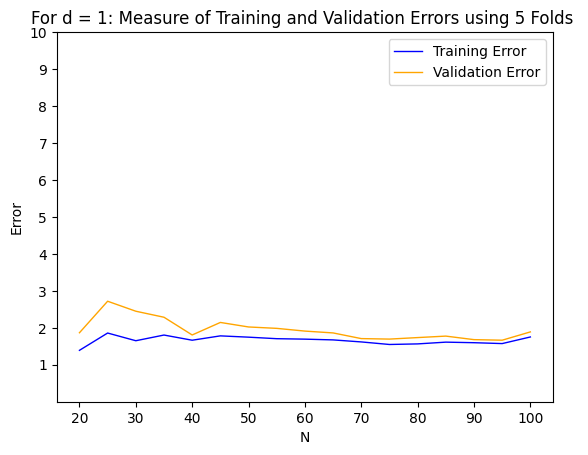 For d = 1: Measure of Training and Validation Errors using 5 Folds
Training Error
Validation Error
10
9
8
7
6
5
4
3
2
1
Error
20 30 40 50 60 70 80 90 100
N